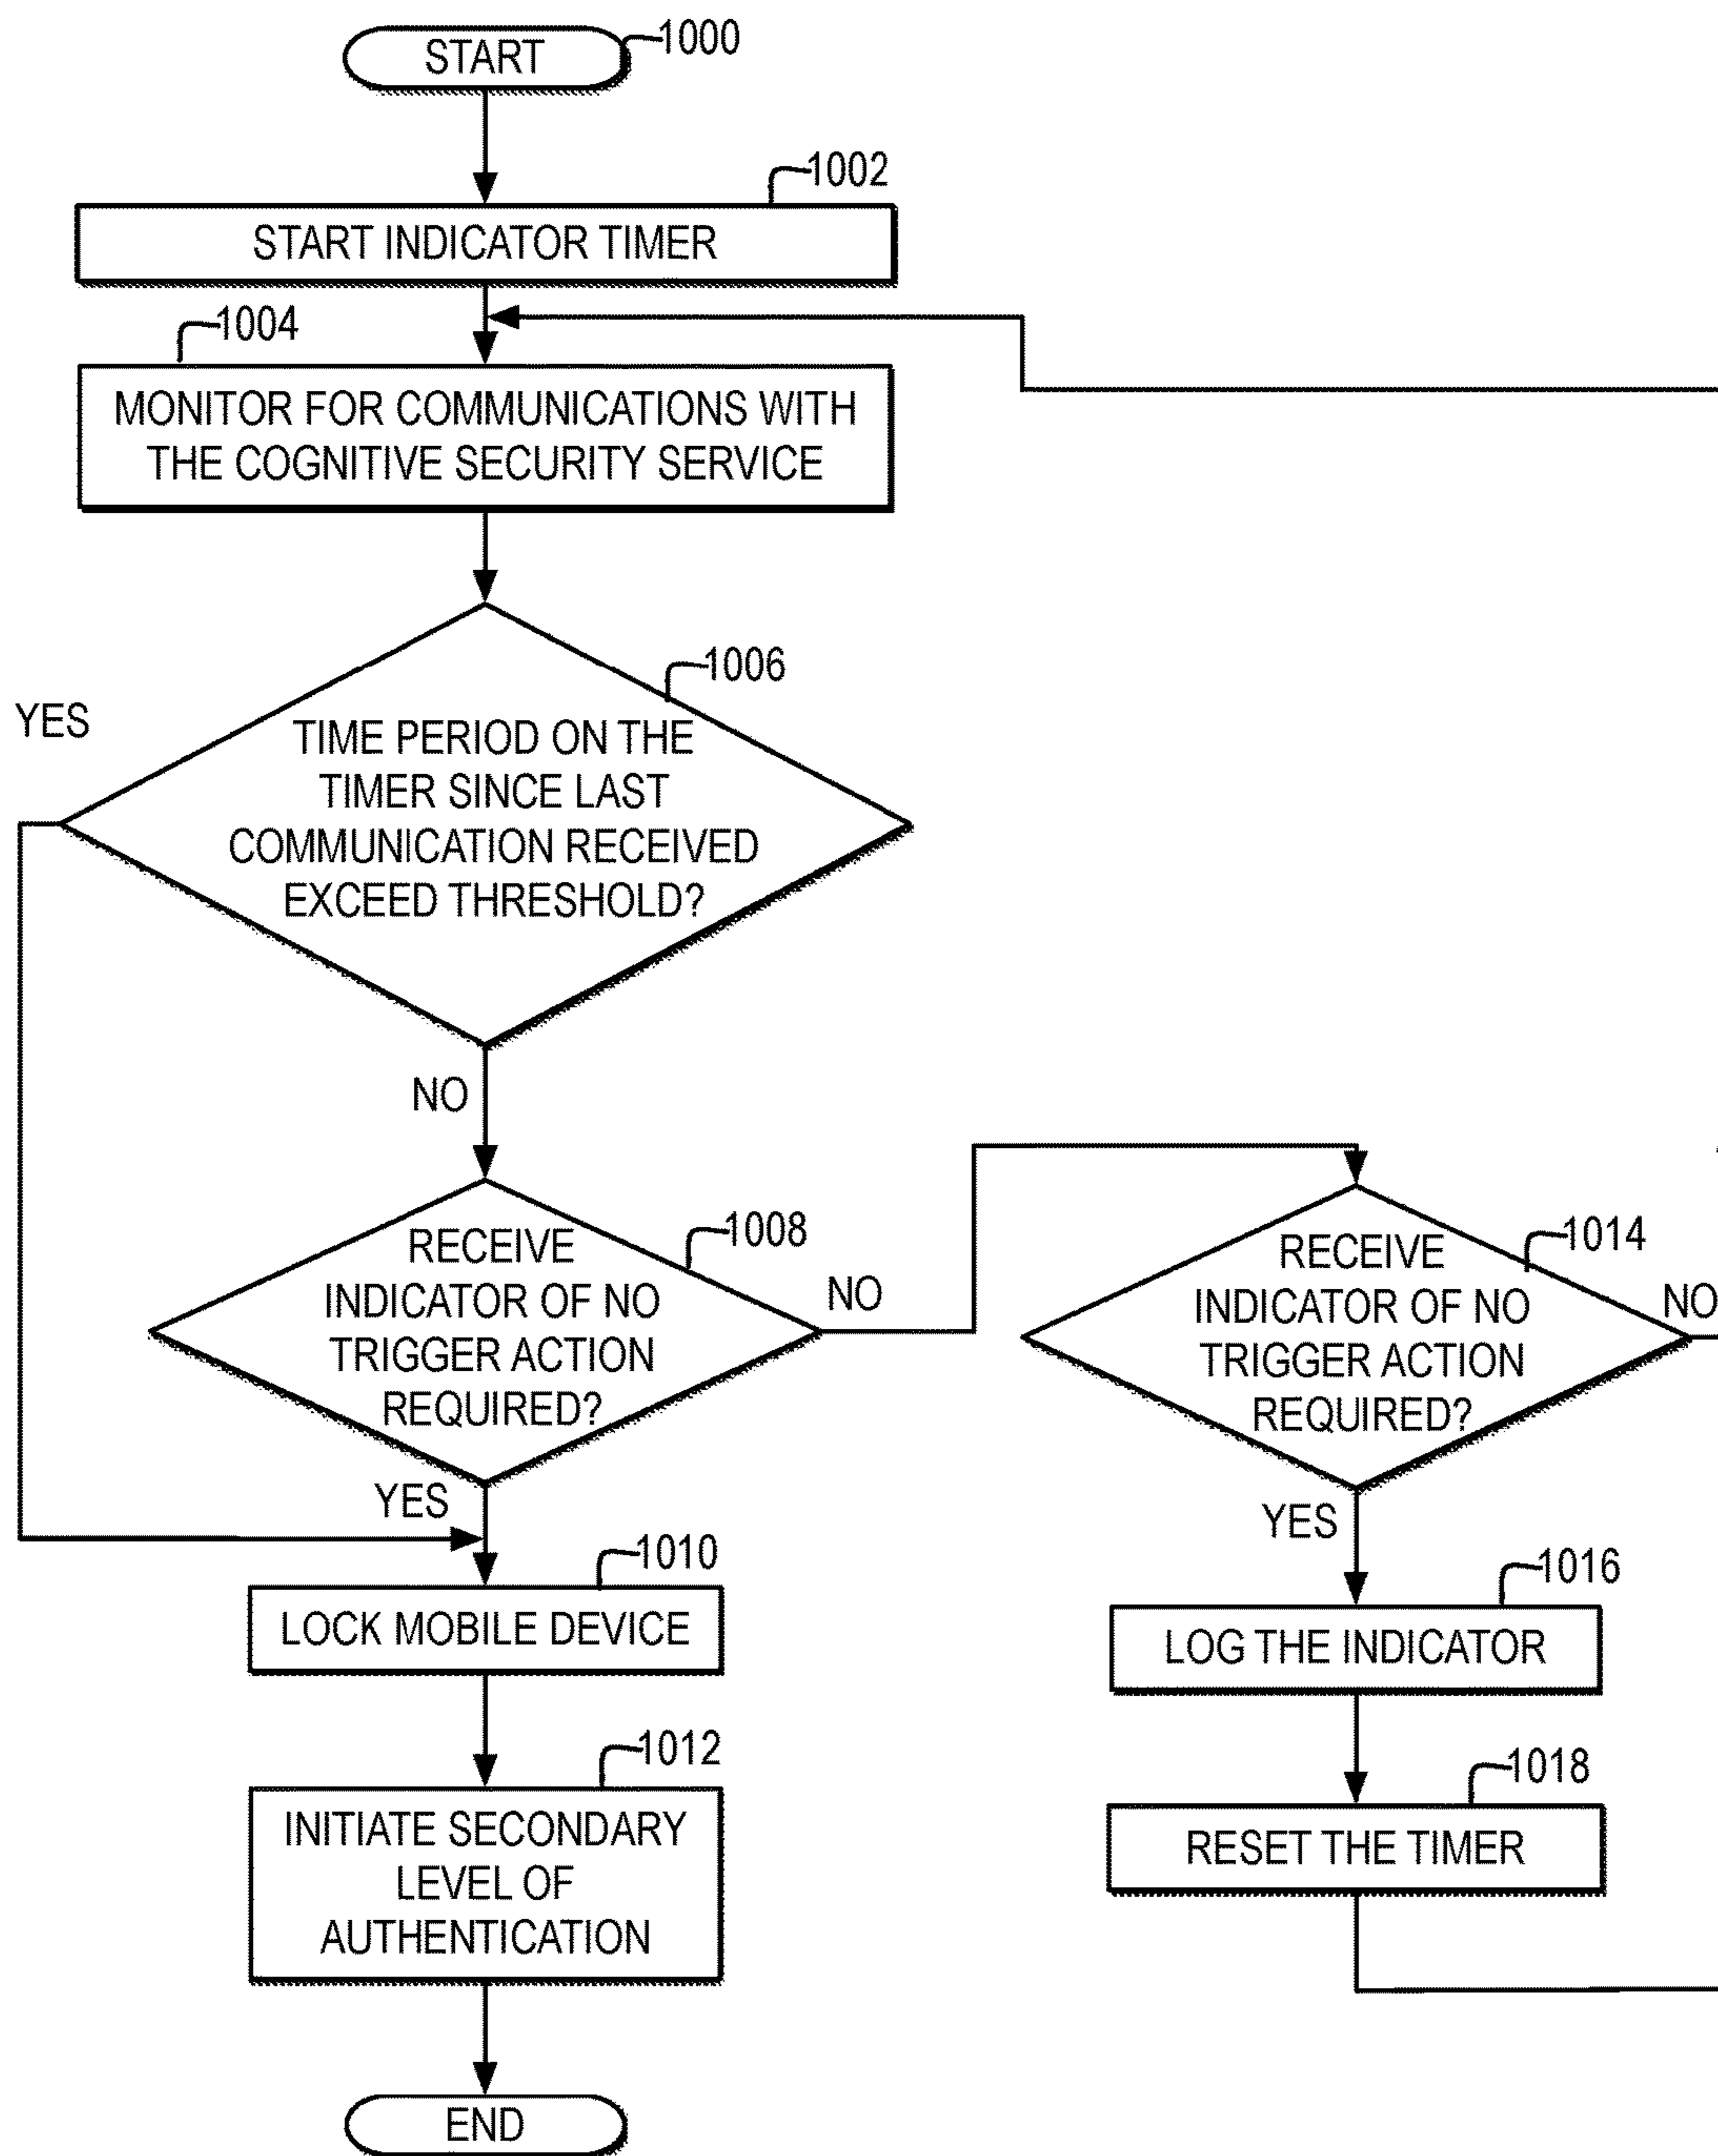 START
1000
1002
START INDICATOR TIMER
1004
MONITOR FOR COMMUNICATIONS WITH
THE COGNITIVE SECURITY SERVICE
1006
YES
TIME PERIOD ON THE
TIMER SINCE LAST
COMMUNICATION RECEIVED
EXCEED THRESHOLD?
NO
1008
RECEIVE
INDICATOR OF NO
TRIGGER ACTION
REQUIRED?
NO
YES
1014
RECEIVE
INDICATOR OF NO
TRIGGER ACTION
REQUIRED?
NO
YES
1010
LOCK MOBILE DEVICE
1016
LOG THE INDICATOR
1012
INITIATE SECONDARY
LEVEL OF
AUTHENTICATION
1018
RESET THE TIMER
END